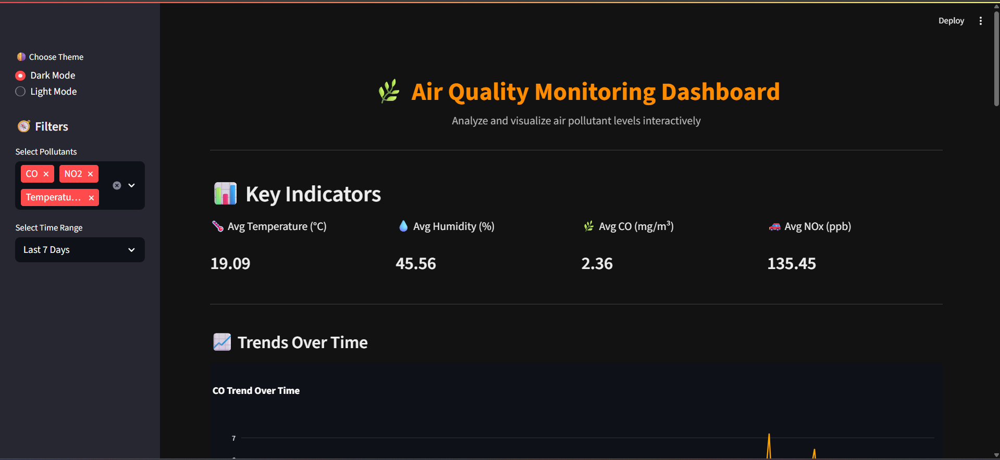 Deploy
Choose Theme
Dark Mode
Light Mode
Filters
Select Pollutants
CO
NO2
Temperatu...
Select Time Range
Last 7 Days
Air Quality Monitoring Dashboard
Analyze and visualize air pollutant levels interactively
Key Indicators
Avg Temperature (°C)
19.09
Avg Humidity (%)
45.56
Avg CO (mg/m³)
2.36
Avg NOx (ppb)
135.45
Trends Over Time
CO Trend Over Time
7